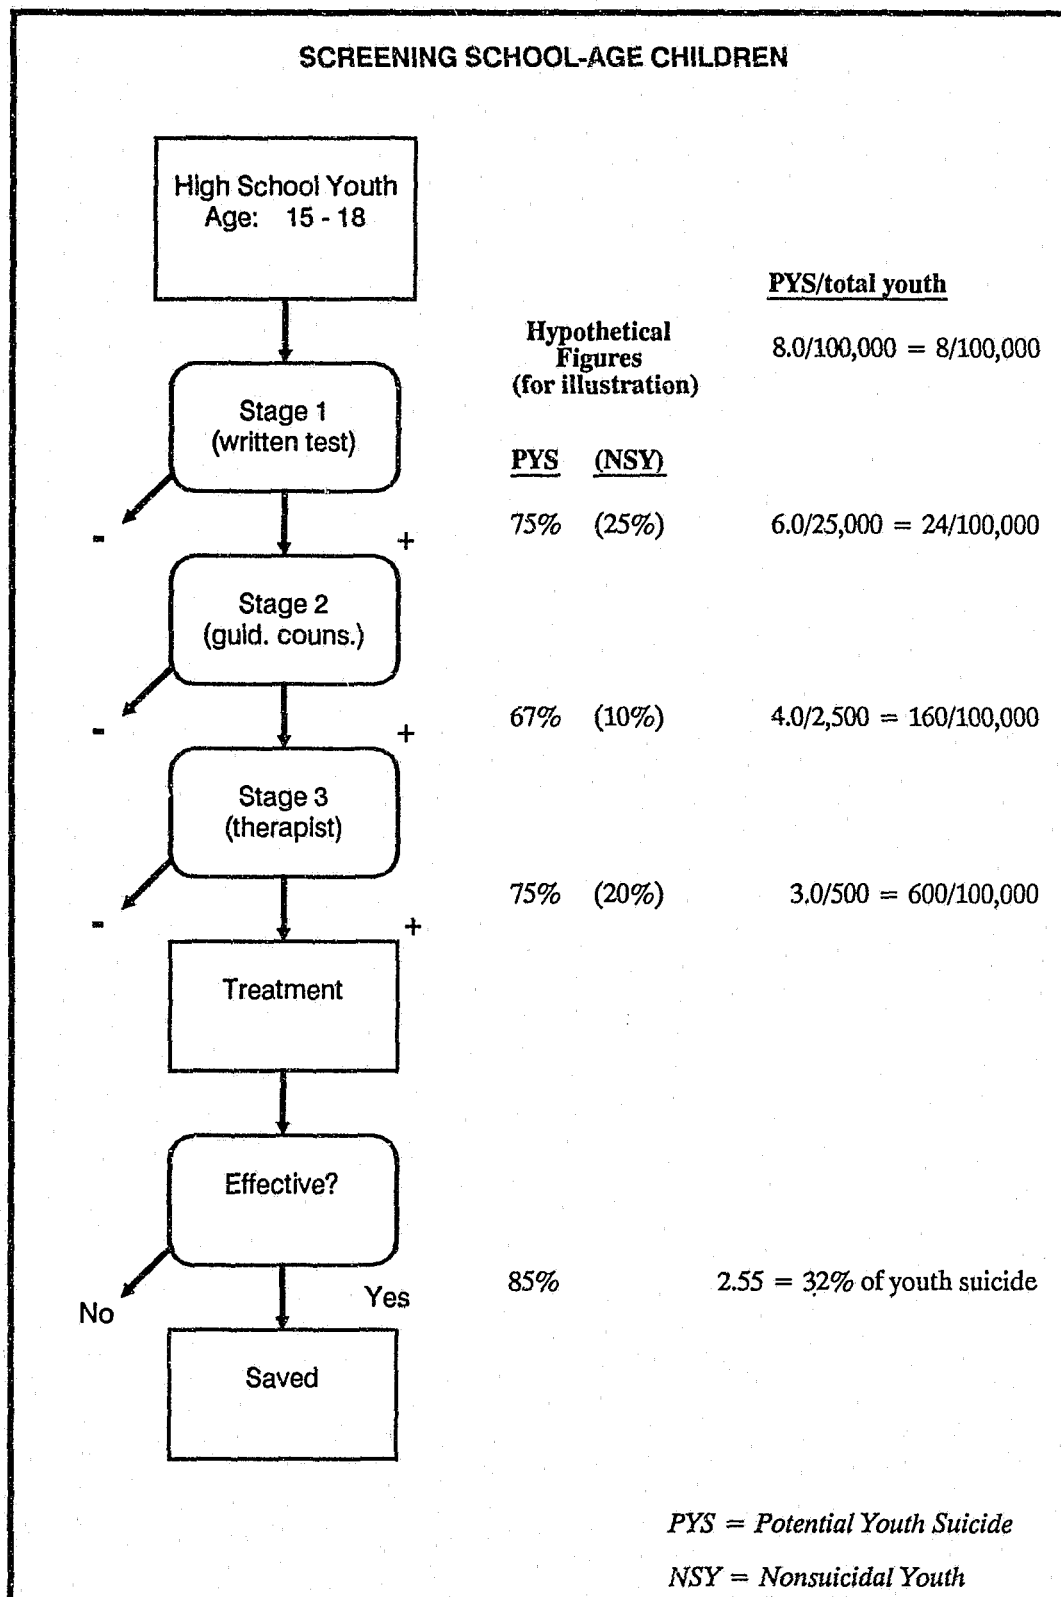 SCREENING SCHOOL-AGE CHILDREN
High School Youth
Age: 15 - 18
PYS/total youth
Hypothetical
Figures
(for illustration)
8.0/100,000 = 8/100,000
Stage 1
(written test)
PYS (NSY)
- +
75% (25%) 6.0/25,000 = 24/100,000
Stage 2
(guid. couns.)
- +
67% (10%) 4.0/2,500 = 160/100,000
Stage 3
(therapist)
- +
75% (20%) 3.0/500 = 600/100,000
Treatment
Effective?
No Yes
85% 2.55 = 32% of youth suicide
Saved
PYS = Potential Youth Suicide
NSY = Nonsuicidal Youth